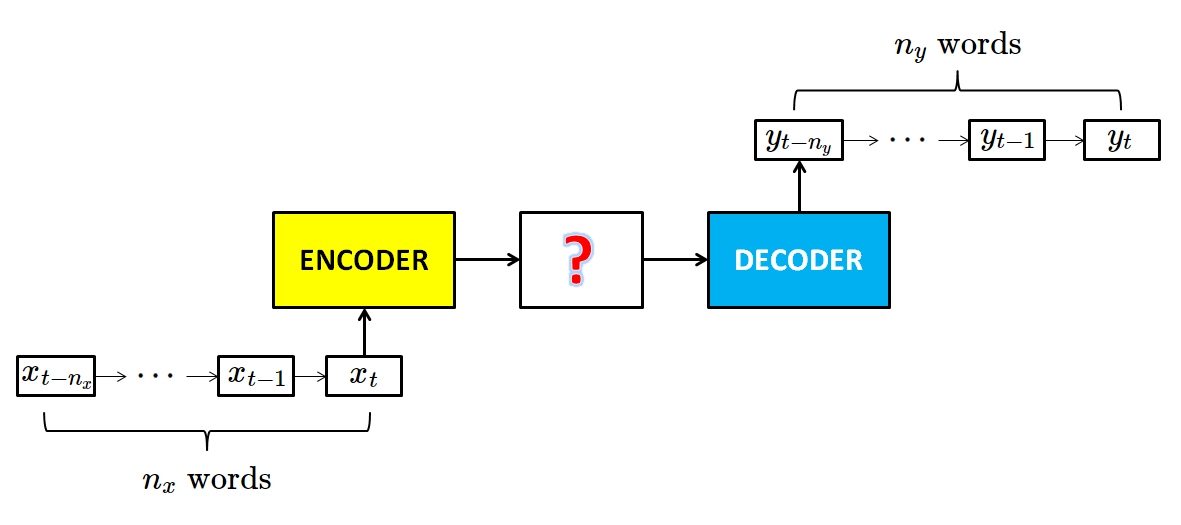 n_y words
y_{t-n_y} ··· y_{t-1} y_t
ENCODER ? DECODER
x_{t-n_x} ··· x_{t-1} x_t
n_x words